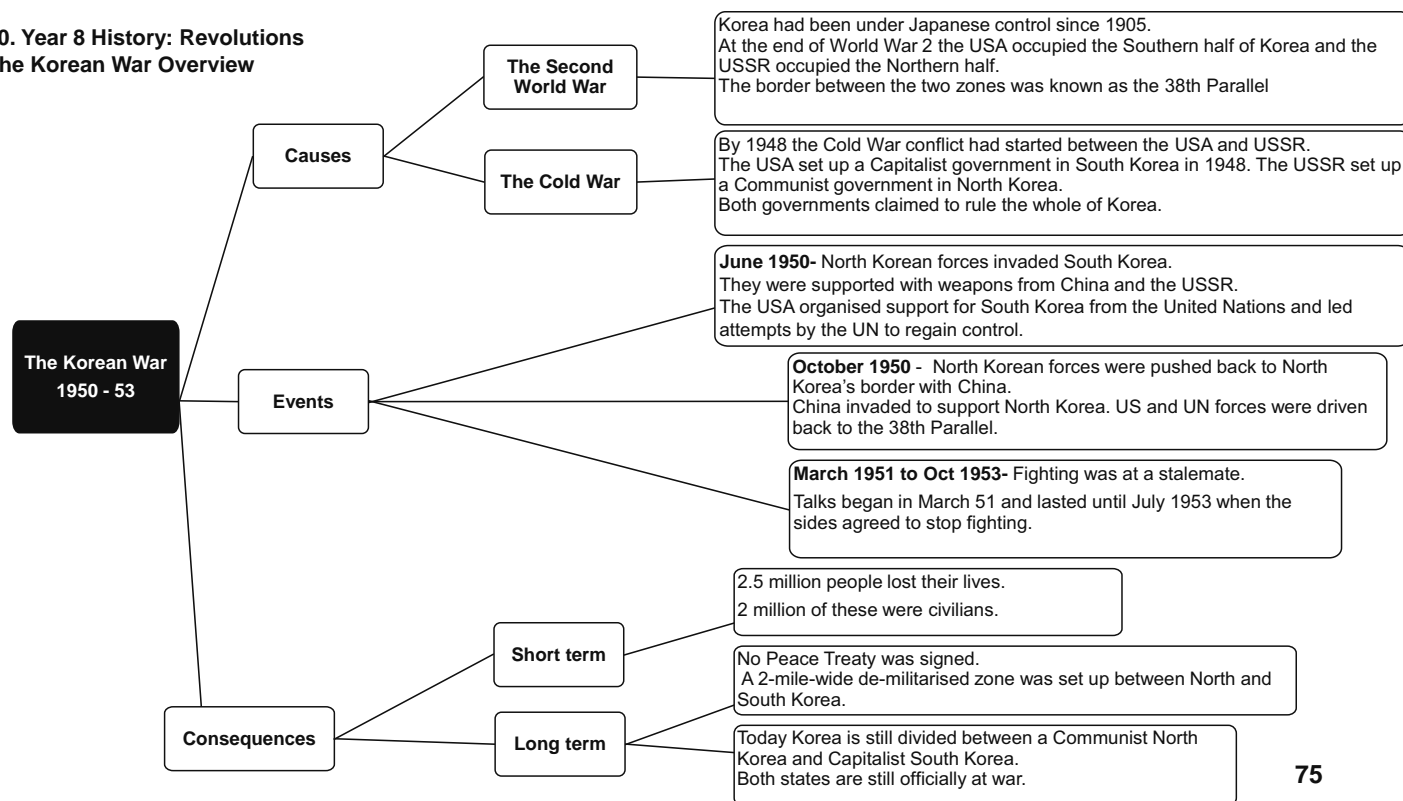 0. Year 8 History: Revolutions
he Korean War Overview
The Korean War
1950 - 53
Causes
The Second
World War
Korea had been under Japanese control since 1905.
At the end of World War 2 the USA occupied the Southern half of Korea and the
USSR occupied the Northern half.
The border between the two zones was known as the 38th Parallel
The Cold War
By 1948 the Cold War conflict had started between the USA and USSR.
The USA set up a Capitalist government in South Korea in 1948. The USSR set up
a Communist government in North Korea.
Both governments claimed to rule the whole of Korea.
Events
June 1950- North Korean forces invaded South Korea.
They were supported with weapons from China and the USSR.
The USA organised support for South Korea from the United Nations and led
attempts by the UN to regain control.
October 1950 -  North Korean forces were pushed back to North
Korea’s border with China.
China invaded to support North Korea. US and UN forces were driven
back to the 38th Parallel.
March 1951 to Oct 1953- Fighting was at a stalemate.
Talks began in March 51 and lasted until July 1953 when the
sides agreed to stop fighting.
Consequences
Short term
2.5 million people lost their lives.
2 million of these were civilians.
Long term
No Peace Treaty was signed.
A 2-mile-wide de-militarised zone was set up between North and
South Korea.
Today Korea is still divided between a Communist North
Korea and Capitalist South Korea.
Both states are still officially at war.
75